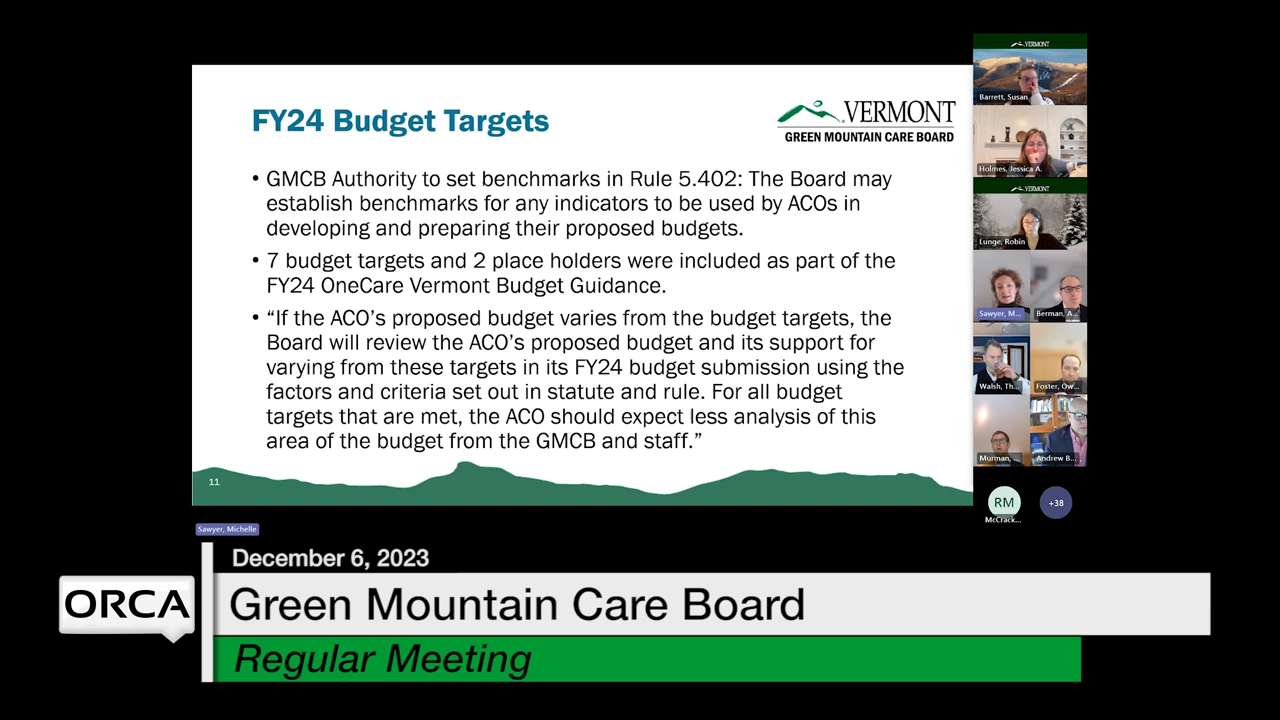 FY24 Budget Targets
VERMONT
GREEN MOUNTAIN CARE BOARD
• GMCB Authority to set benchmarks in Rule 5.402: The Board may
establish benchmarks for any indicators to be used by ACOs in
developing and preparing their proposed budgets.
• 7 budget targets and 2 place holders were included as part of the
FY24 OneCare Vermont Budget Guidance.
• “If the ACO’s proposed budget varies from the budget targets, the
Board will review the ACO’s proposed budget and its support for
varying from these targets in its FY24 budget submission using the
factors and criteria set out in statute and rule. For all budget
targets that are met, the ACO should expect less analysis of this
area of the budget from the GMCB and staff.”
11
VERMONT
Barrett, Susan
Holmes, Jessica A.
VERMONT
Lunge, Robin
Sawyer, M...
Berman, A...
Walsh, Th...
Foster, Ow...
Murman, ...
Andrew B...
RM
+38
McCrack...
Sawyer, Michelle
December 6, 2023
ORCA
Green Mountain Care Board
Regular Meeting